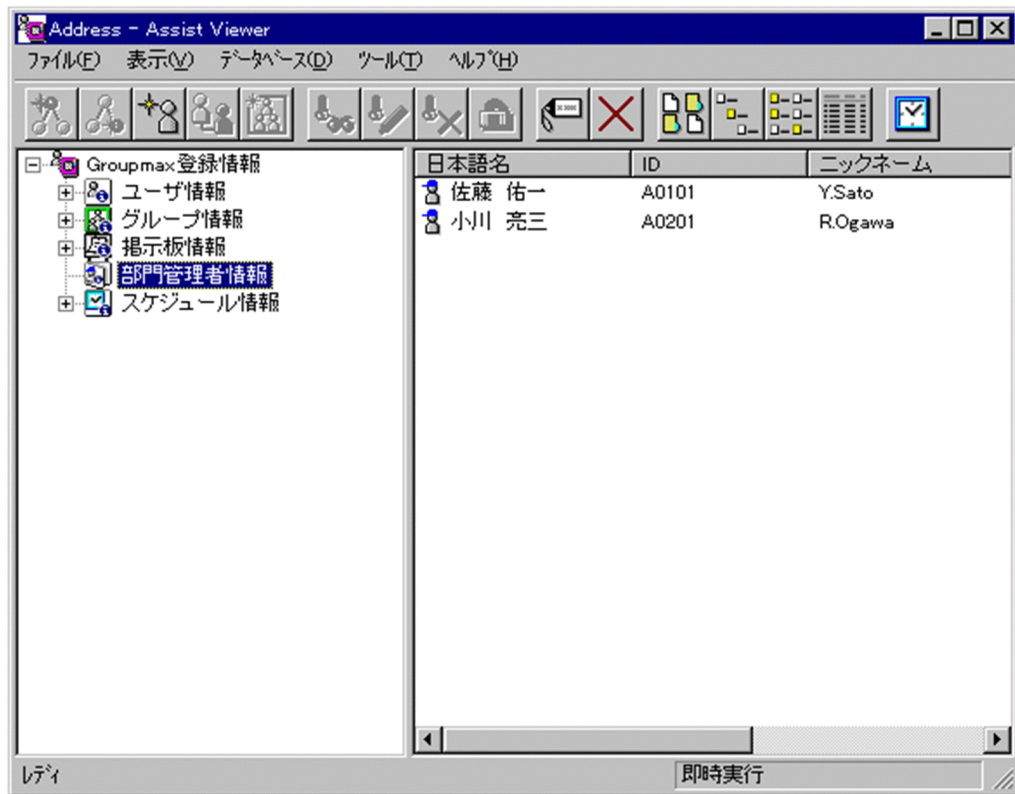 Address - Assist Viewer
ファイル(F) 表示(V) データベース(D) ツール(T) ヘルプ(H)
Groupmax登録情報
ユーザ情報
グループ情報
掲示板情報
部門管理者情報
スケジュール情報
日本語名 ID ニックネーム
佐藤 佑一 A0101 Y.Sato
小川 亮三 A0201 R.Ogawa
レディ 即時実行